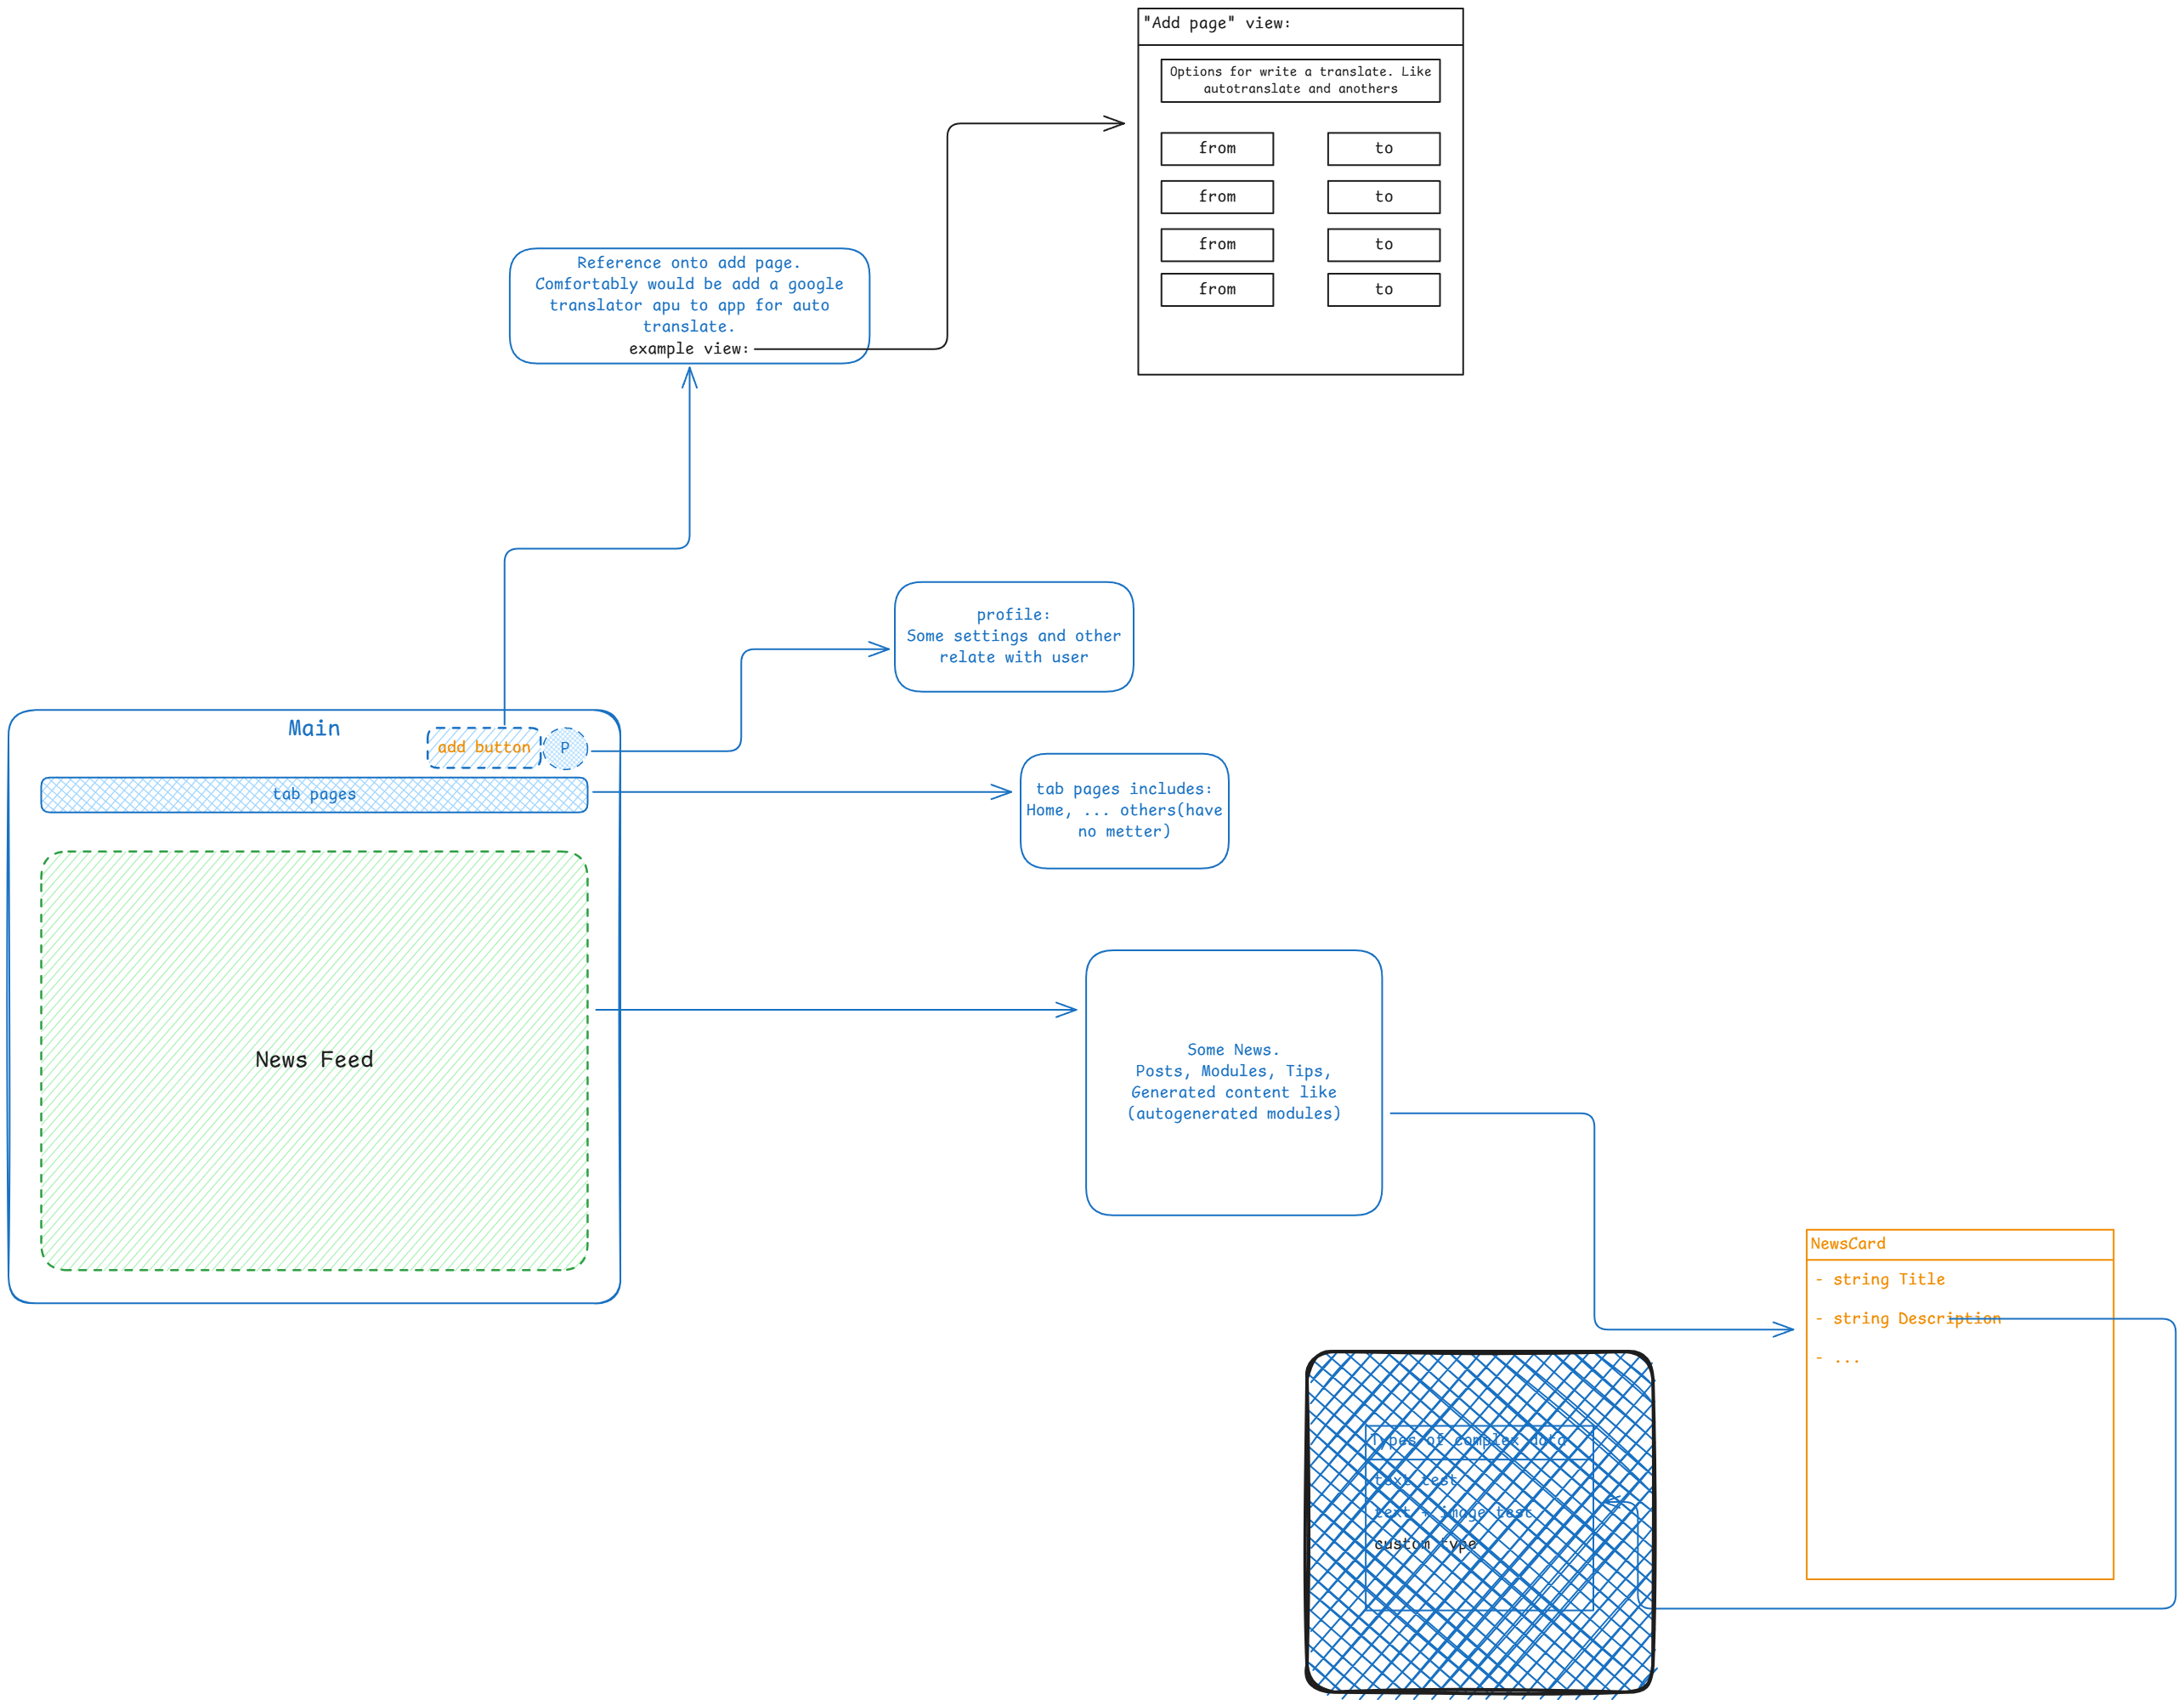 "Add page" view:
Options for write a translate. Like
autotranslate and anothers
from
to
from
to
from
to
from
to
Reference onto add page.
Comfortably would be add a google
translator apu to app for auto
translate.
example view:
profile:
Some settings and other
relate with user
Main
add button
P
tab pages
tab pages includes:
Home, ... others(have
no metter)
News Feed
Some News.
Posts, Modules, Tips,
Generated content like
(autogenerated modules)
NewsCard
- string Title
- string Description
- ...
Types of complex data
text test
text + image test
custom type